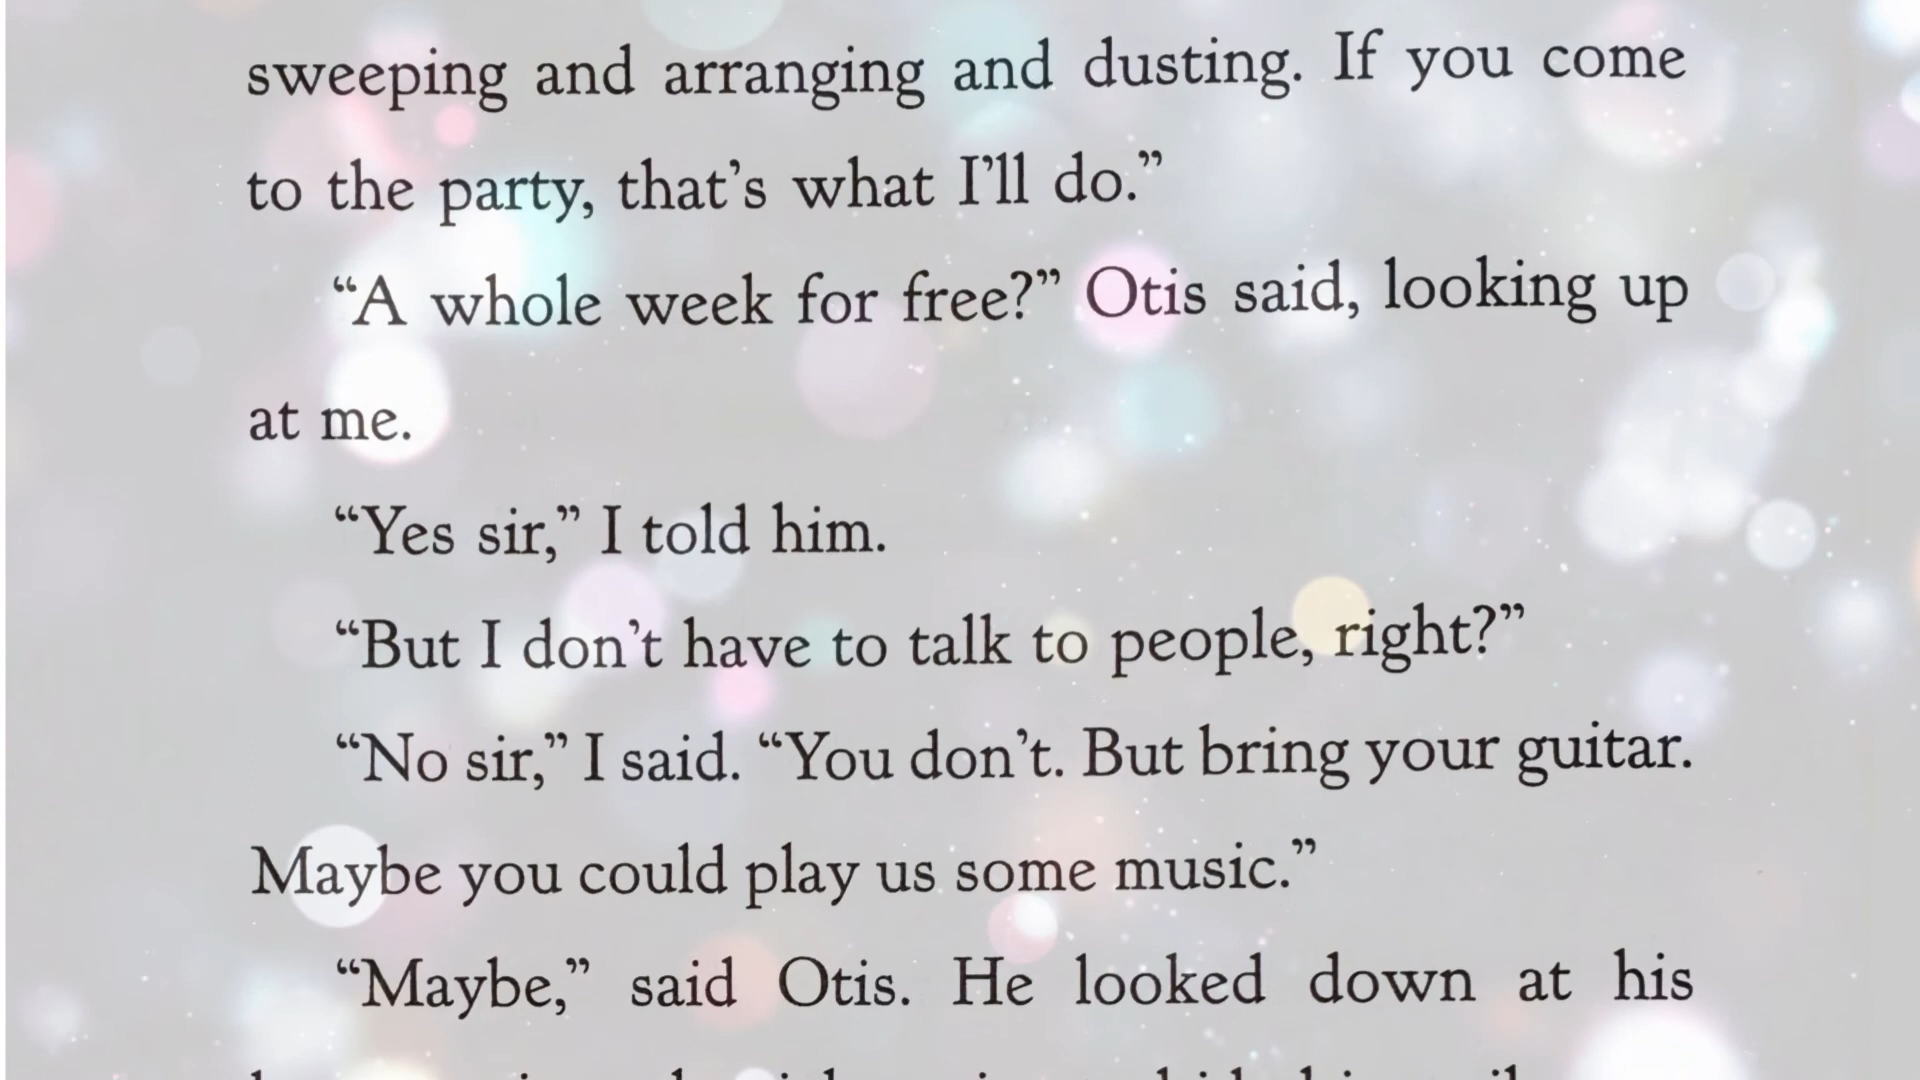 sweeping and arranging and dusting. If you come
to the party, that’s what I’ll do.”
“A whole week for free?” Otis said, looking up
at me.
“Yes sir,” I told him.
“But I don’t have to talk to people, right?”
“No sir,” I said. “You don’t. But bring your guitar.
Maybe you could play us some music.”
“Maybe,” said Otis. He looked down at his